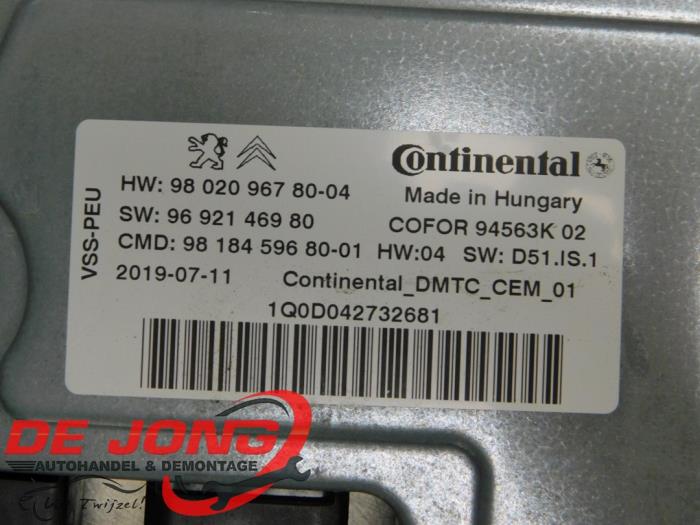 Continental
HW: 98 020 967 80-04
Made in Hungary
SW: 96 921 469 80
COFOR 94563K 02
CMD: 98 184 596 80-01 HW:04 SW: D51.IS.1
2019-07-11 Continental_DMTC_CEM_01
1Q0D042732681
VSS-PEU
DE JONG
AUTOHANDEL & DEMONTAGE
Uit Twijzel!